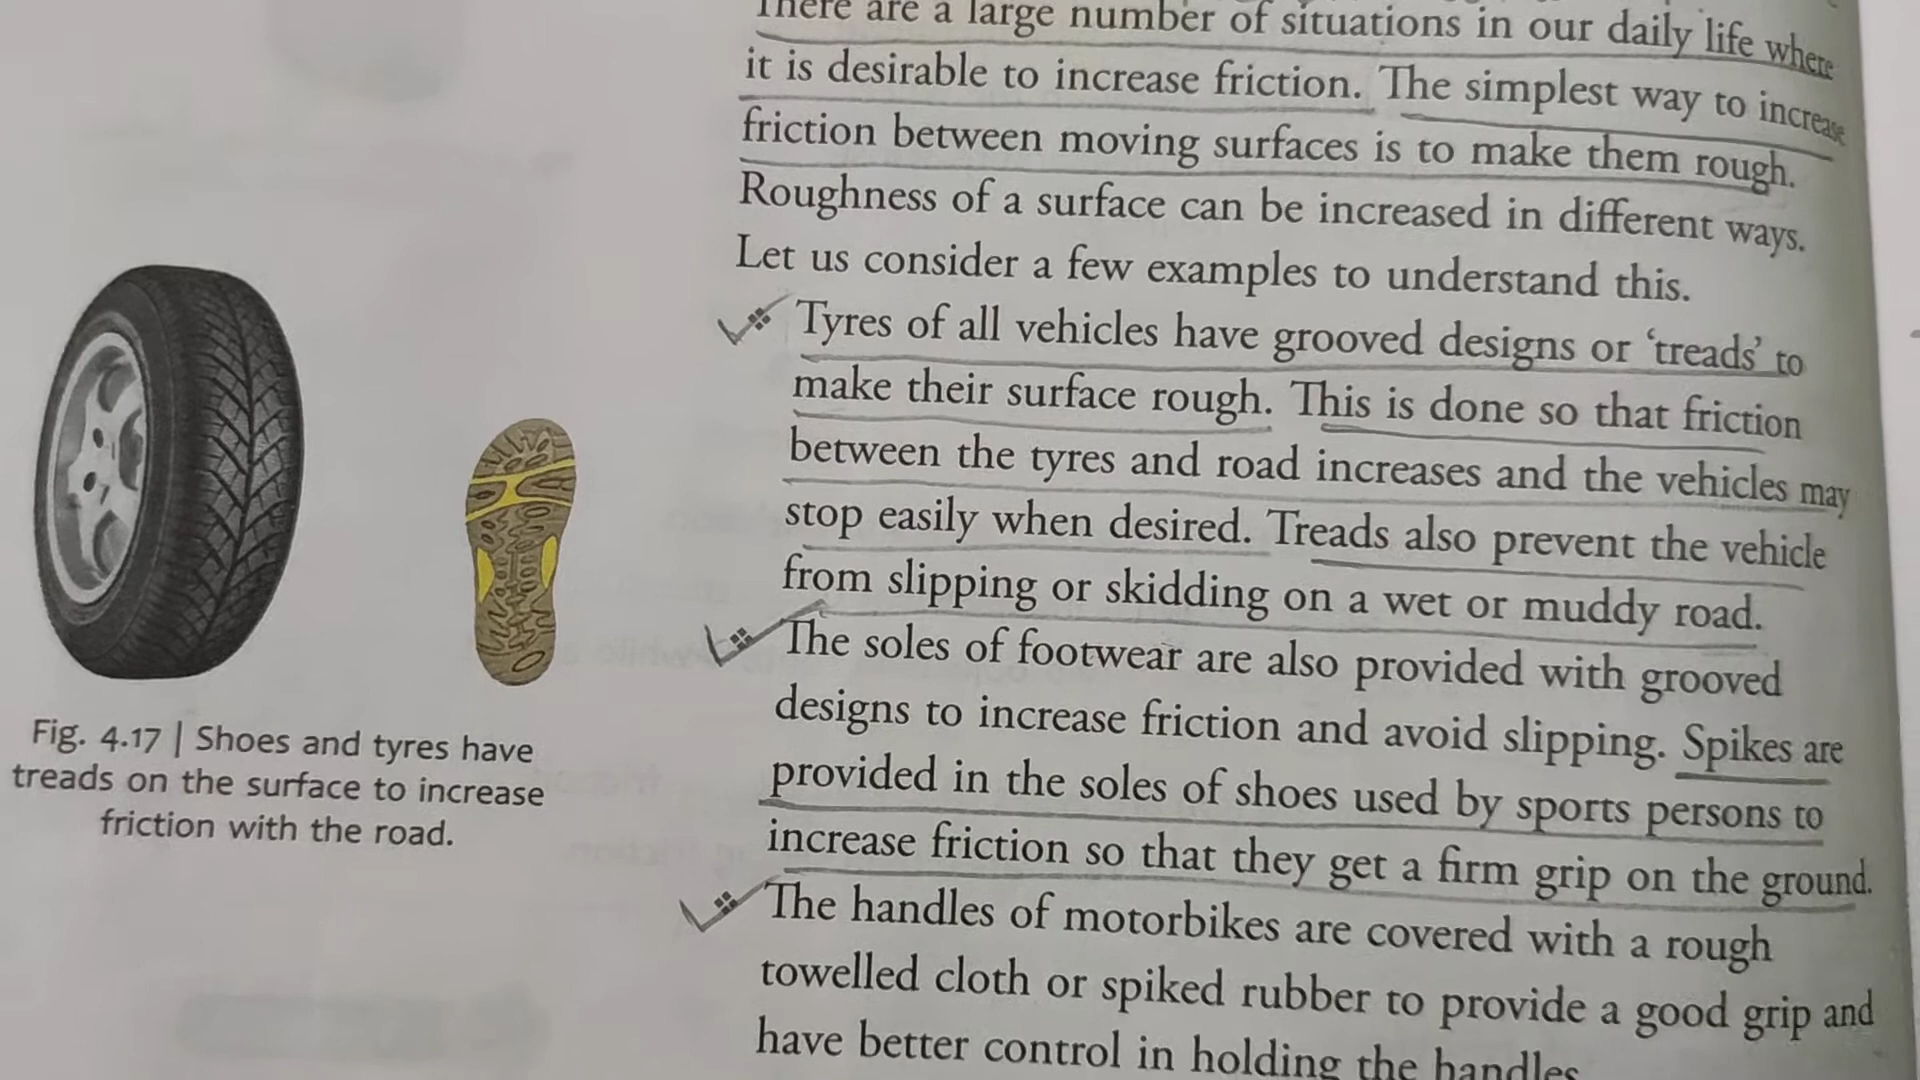 There are a large number of situations in our daily life where
it is desirable to increase friction. The simplest way to increase
friction between moving surfaces is to make them rough.
Roughness of a surface can be increased in different ways.
Let us consider a few examples to understand this.
Tyres of all vehicles have grooved designs or ‘treads’ to
make their surface rough. This is done so that friction
between the tyres and road increases and the vehicles may
stop easily when desired. Treads also prevent the vehicle
from slipping or skidding on a wet or muddy road.
The soles of footwear are also provided with grooved
designs to increase friction and avoid slipping. Spikes are
provided in the soles of shoes used by sports persons to
increase friction so that they get a firm grip on the ground.
The handles of motorbikes are covered with a rough
towelled cloth or spiked rubber to provide a good grip and
have better control in holding the handles.
Fig. 4.17 | Shoes and tyres have
treads on the surface to increase
friction with the road.